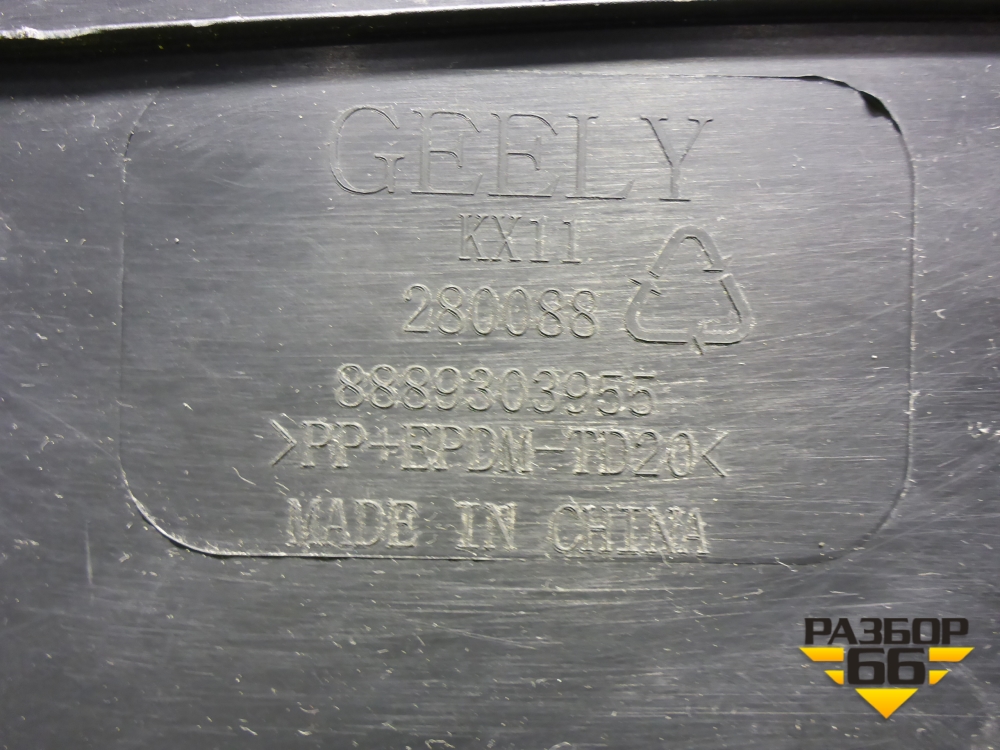 GEELY
KX11
280088
8889303955
>PP+EPDM-TD20<
MADE IN CHINA
РАЗБОР
66